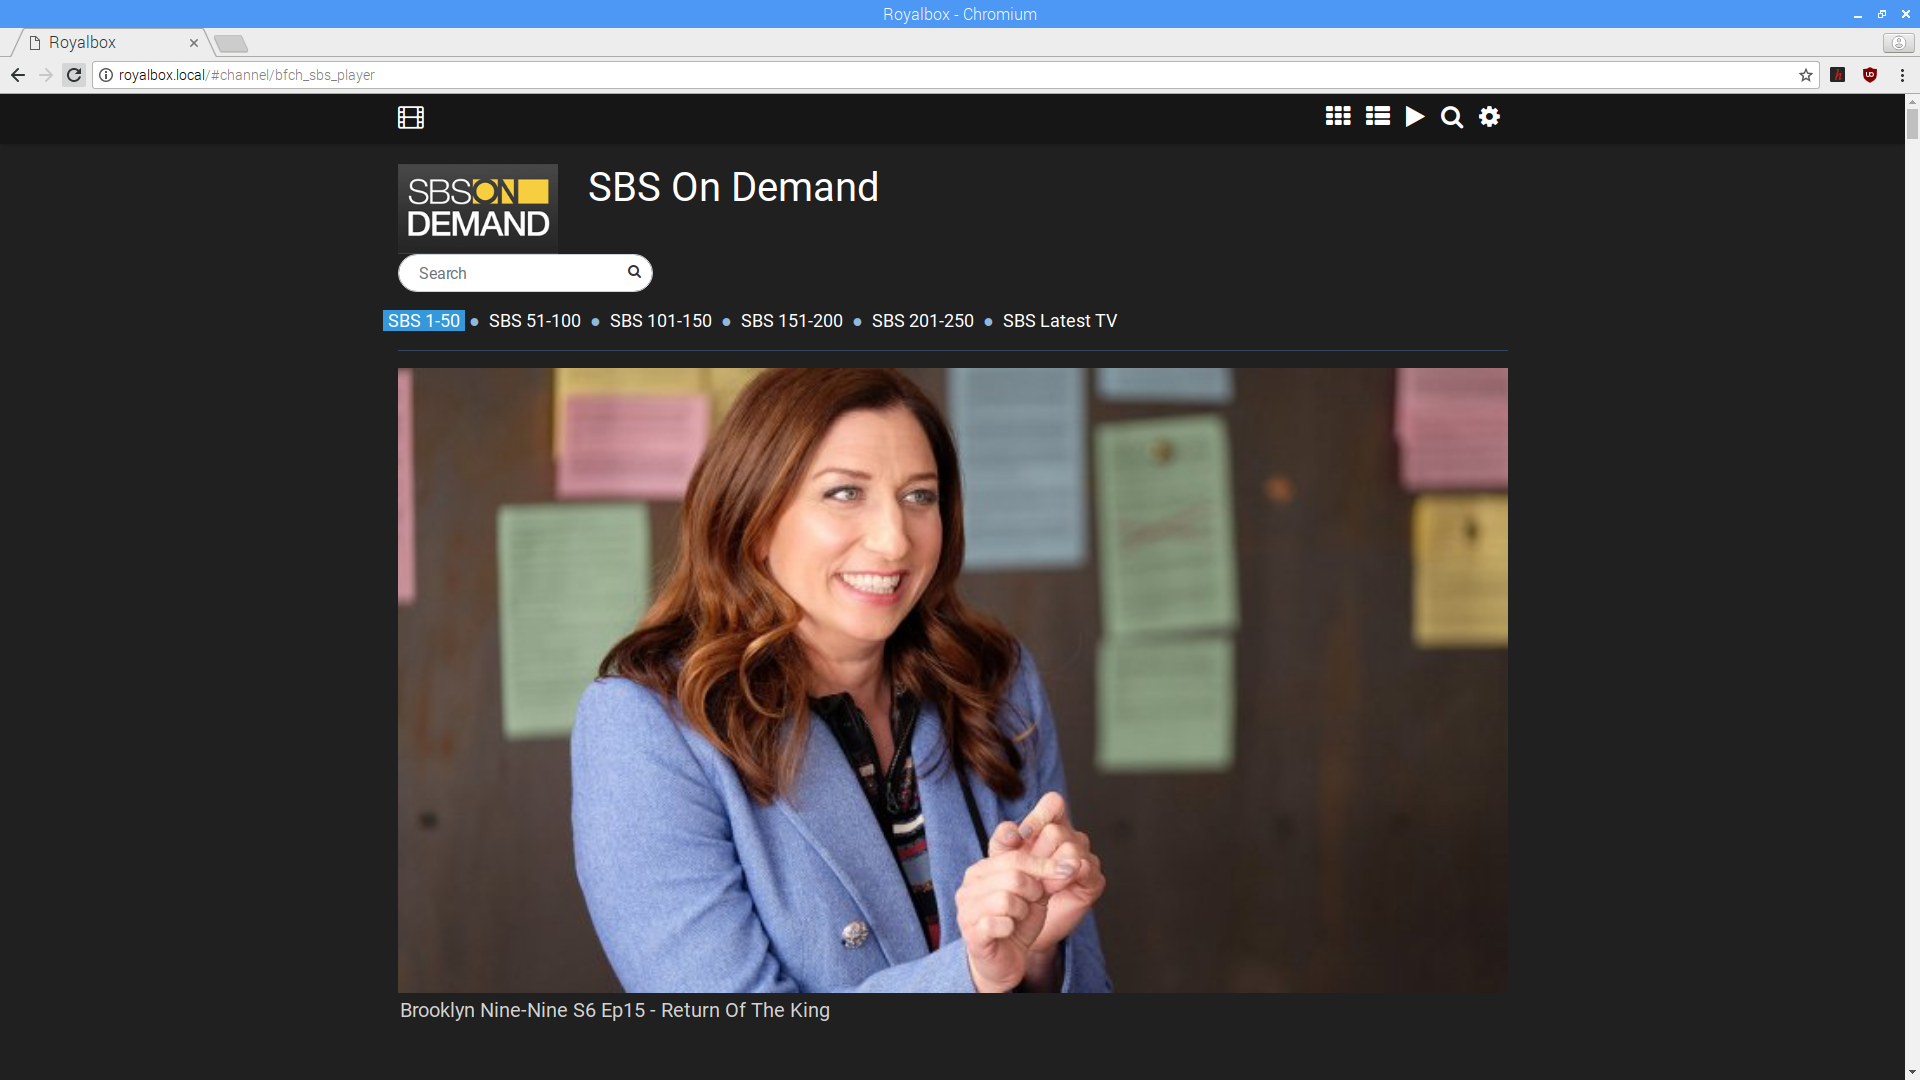 Royalbox - Chromium
Royalbox
royalbox.local/#channel/bfch_sbs_player
SBS ON
DEMAND
SBS On Demand
Search
SBS 1-50 ● SBS 51-100 ● SBS 101-150 ● SBS 151-200 ● SBS 201-250 ● SBS Latest TV
Brooklyn Nine-Nine S6 Ep15 - Return Of The King